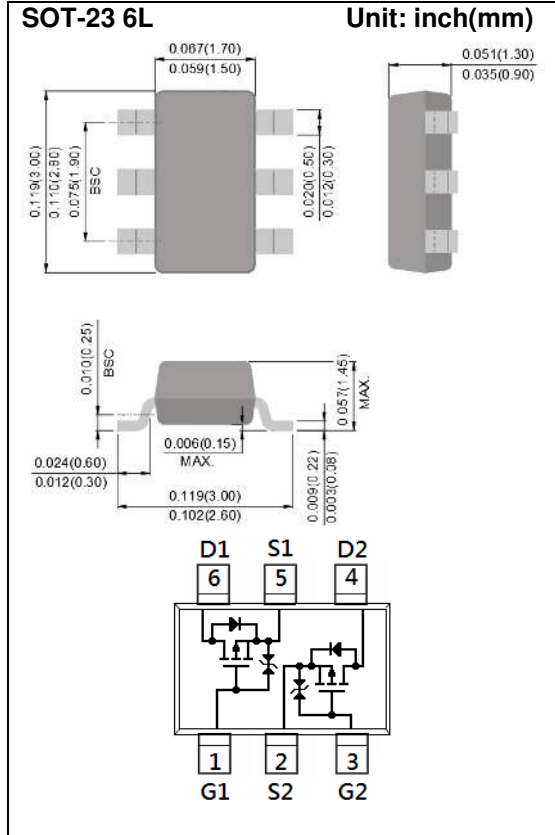 SOT-23 6L Unit: inch(mm)
0.067(1.70)
0.059(1.50)
0.051(1.30)
0.035(0.90)
0.119(3.00)
0.110(2.80)
0.075(1.90)
BSC
0.020(0.50)
0.012(0.30)
0.010(0.25)
BSC
0.057(1.45)
MAX.
0.006(0.15)
MAX.
0.024(0.60)
0.012(0.30)
0.119(3.00)
0.102(2.60)
0.009(0.22)
0.003(0.08)
D1 S1 D2
6 5 4
1 2 3
G1 S2 G2